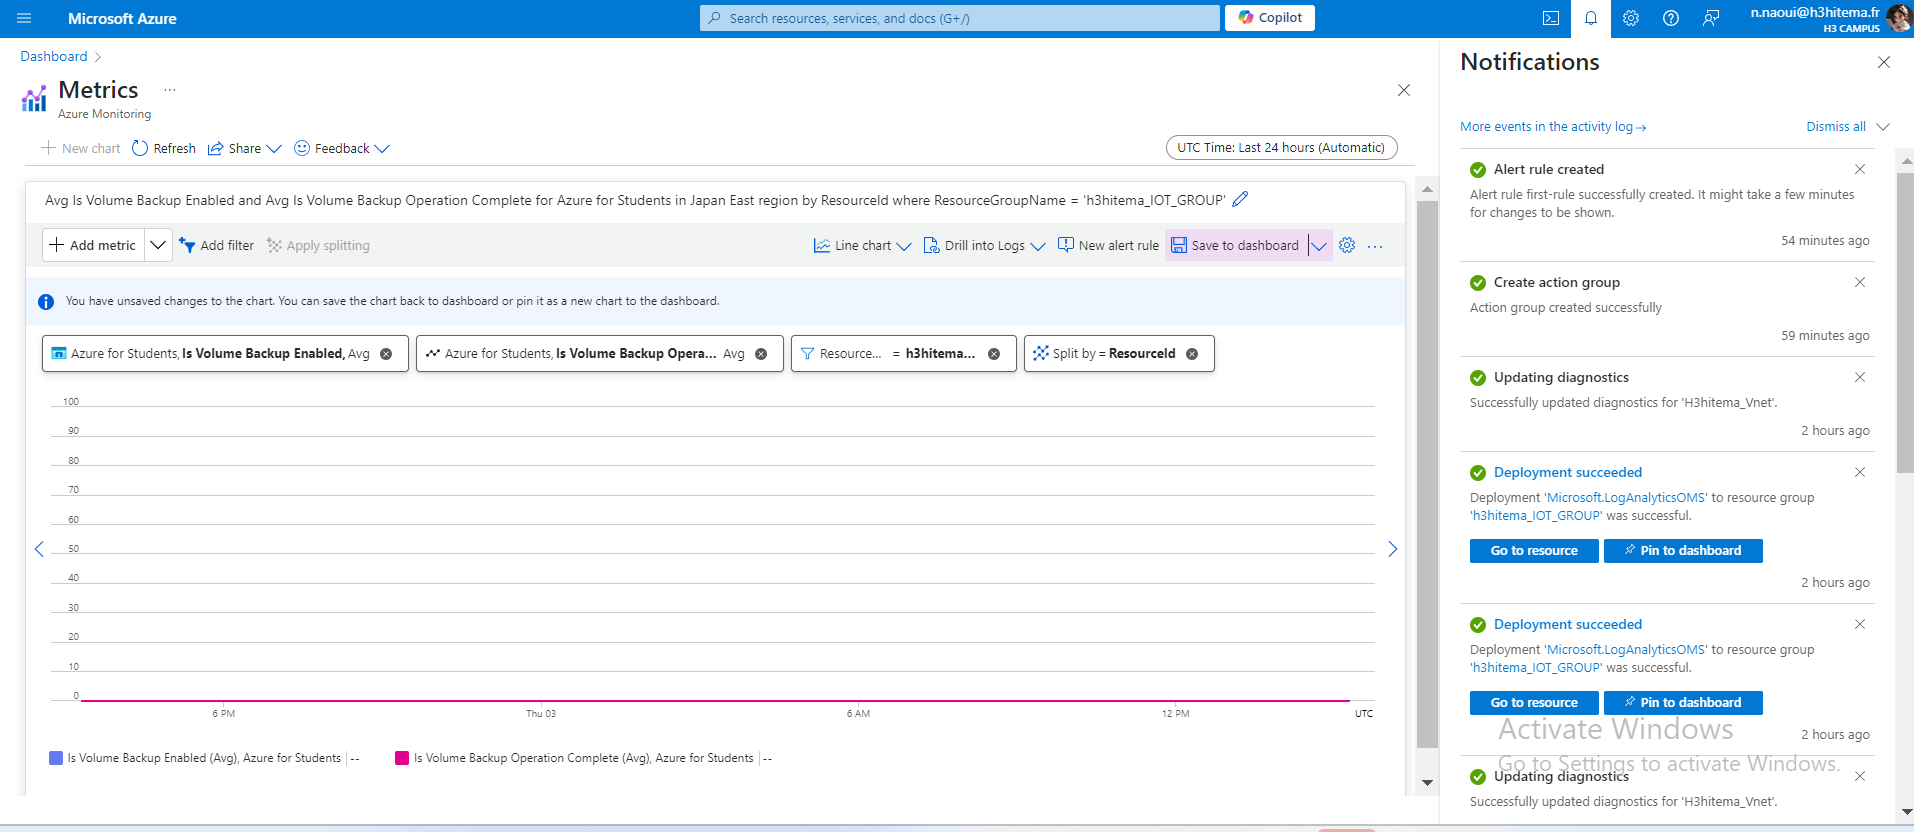 Microsoft Azure
Search resources, services, and docs (G+/)
Copilot
n.naoui@h3hitema.fr
H3 CAMPUS
Dashboard
Metrics
Azure Monitoring
New chart
Refresh
Share
Feedback
UTC Time: Last 24 hours (Automatic)
Avg Is Volume Backup Enabled and Avg Is Volume Backup Operation Complete for Azure for Students in Japan East region by ResourceId where ResourceGroupName = 'h3hitema_IOT_GROUP'
Add metric
Add filter
Apply splitting
Line chart
Drill into Logs
New alert rule
Save to dashboard
You have unsaved changes to the chart. You can save the chart back to dashboard or pin it as a new chart to the dashboard.
Azure for Students, Is Volume Backup Enabled, Avg
Azure for Students, Is Volume Backup Opera... Avg
Resource... = h3hitema...
Split by = ResourceId
100
90
80
70
60
50
40
30
20
10
0
6 PM
Thu 03
6 AM
12 PM
UTC
Is Volume Backup Enabled (Avg), Azure for Students | --
Is Volume Backup Operation Complete (Avg), Azure for Students | --
Notifications
More events in the activity log →
Dismiss all
Alert rule created
Alert rule first-rule successfully created. It might take a few minutes
for changes to be shown.
54 minutes ago
Create action group
Action group created successfully
59 minutes ago
Updating diagnostics
Successfully updated diagnostics for 'H3hitema_Vnet'.
2 hours ago
Deployment succeeded
Deployment 'Microsoft.LogAnalyticsOMS' to resource group
'h3hitema_IOT_GROUP' was successful.
Go to resource
Pin to dashboard
2 hours ago
Deployment succeeded
Deployment 'Microsoft.LogAnalyticsOMS' to resource group
'h3hitema_IOT_GROUP' was successful.
Go to resource
Pin to dashboard
2 hours ago
Activate Windows
Go to Settings to activate Windows.
Updating diagnostics
Successfully updated diagnostics for 'H3hitema_Vnet'.